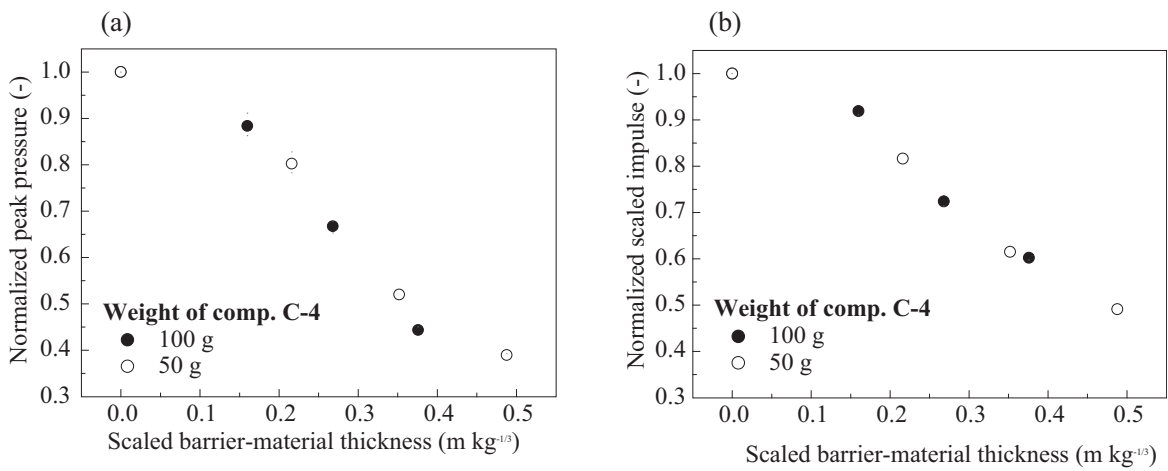 (a)
Normalized peak pressure (-)
1.0
0.9
0.8
0.7
0.6
0.5
0.4
0.3
Weight of comp. C-4
100 g
50 g
0.0 0.1 0.2 0.3 0.4 0.5
Scaled barrier-material thickness (m kg-1/3)
(b)
Normalized scaled impulse (-)
1.0
0.9
0.8
0.7
0.6
0.5
0.4
0.3
Weight of comp. C-4
100 g
50 g
0.0 0.1 0.2 0.3 0.4 0.5
Scaled barrier-material thickness (m kg-1/3)